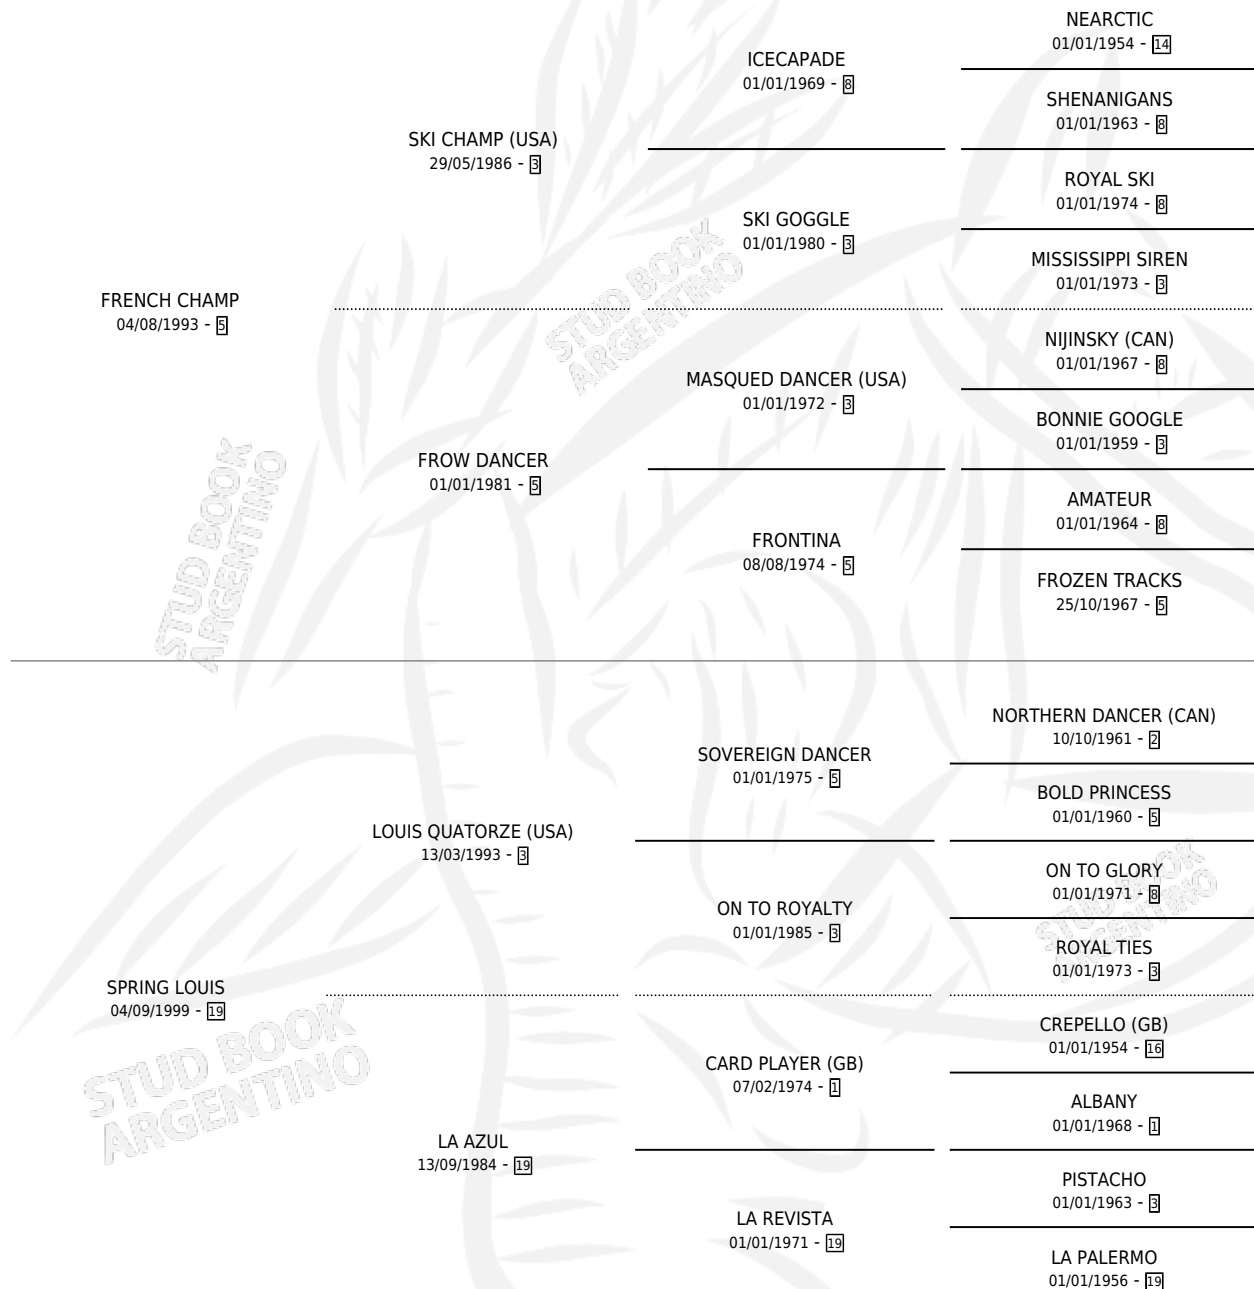 NEARCTIC
01/01/1954 - 14
ICECAPADE
01/01/1969 - 8
SHENANIGANS
01/01/1963 - 8
SKI CHAMP (USA)
29/05/1986 - 3
ROYAL SKI
01/01/1974 - 8
SKI GOGGLE
01/01/1980 - 3
MISSISSIPPI SIREN
01/01/1973 - 3
FRENCH CHAMP
04/08/1993 - 5
NIJINSKY (CAN)
01/01/1967 - 8
MASQUED DANCER (USA)
01/01/1972 - 3
BONNIE GOOGLE
01/01/1959 - 3
FROW DANCER
01/01/1981 - 5
AMATEUR
01/01/1964 - 8
FRONTINA
08/08/1974 - 5
FROZEN TRACKS
25/10/1967 - 5
NORTHERN DANCER (CAN)
10/10/1961 - 2
SOVEREIGN DANCER
01/01/1975 - 5
BOLD PRINCESS
01/01/1960 - 5
LOUIS QUATORZE (USA)
13/03/1993 - 3
ON TO GLORY
01/01/1971 - 8
ON TO ROYALTY
01/01/1985 - 3
ROYAL TIES
01/01/1973 - 3
SPRING LOUIS
04/09/1999 - 19
CREPELLO (GB)
01/01/1954 - 16
CARD PLAYER (GB)
07/02/1974 - 1
ALBANY
01/01/1968 - 1
LA AZUL
13/09/1984 - 19
PISTACHO
01/01/1963 - 3
LA REVISTA
01/01/1971 - 19
LA PALERMO
01/01/1956 - 19
STUD BOOK
ARGENTINO
STUD BOOK
ARGENTINO
STUD BOOK
ARGENTINO
STUD BOOK
ARGENTINO